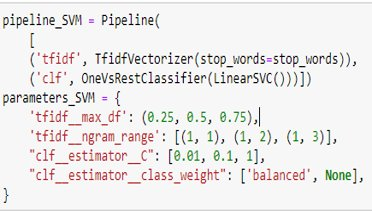 pipeline_SVM = Pipeline(
[
('tfidf', TfidfVectorizer(stop_words=stop_words)),
('clf', OneVsRestClassifier(LinearSVC()))])
parameters_SVM = {
'tfidf__max_df': (0.25, 0.5, 0.75),
'tfidf__ngram_range': [(1, 1), (1, 2), (1, 3)],
"clf__estimator__C": [0.01, 0.1, 1],
"clf__estimator__class_weight": ['balanced', None],
}